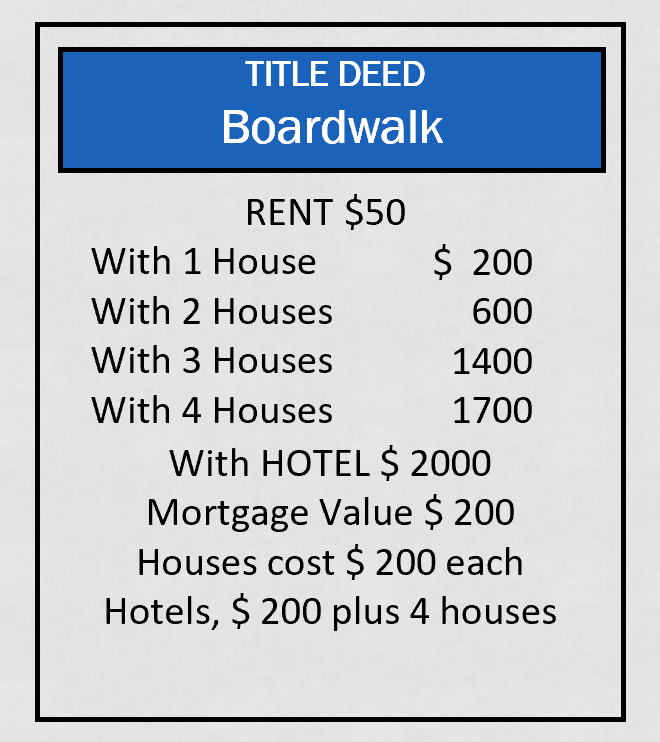 TITLE DEED
Boardwalk
RENT $50
With 1 House $ 200
With 2 Houses 600
With 3 Houses 1400
With 4 Houses 1700
With HOTEL $ 2000
Mortgage Value $ 200
Houses cost $ 200 each
Hotels, $ 200 plus 4 houses